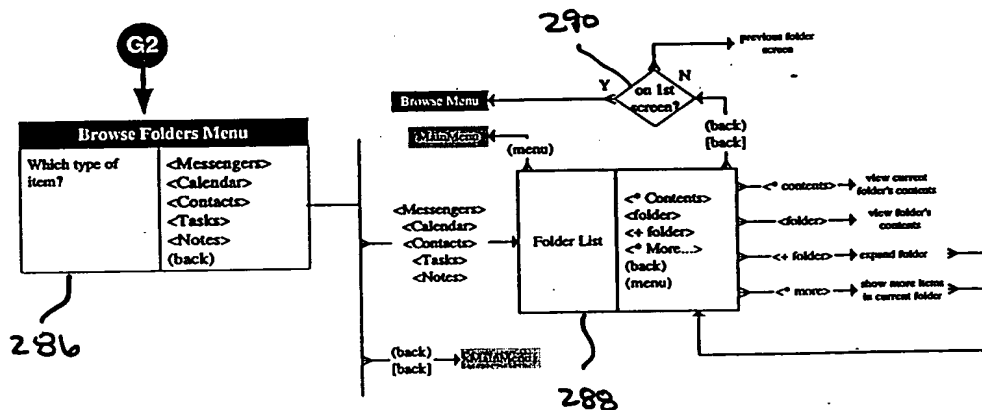 G2
290
previous folder
screen
Y
N
on 1st
screen?
Browse Menu
(MainMenu)
(menu)
(back)
[back]
Browse Folders Menu
Which type of
item?
<Messengers>
<Calendar>
<Contacts>
<Tasks>
<Notes>
(back)
<Messengers>
<Calendar>
<Contacts>
<Tasks>
<Notes>
Folder List
<* Contents>
<folder>
<+ folder>
<* More...>
(back)
(menu)
<* contents>
view current
folder's contents
<folder>
view folder's
contents
<+ folder>
expand folder
<* more>
show more items
in current folder
286
(back)
[back]
<MainMenu>
288